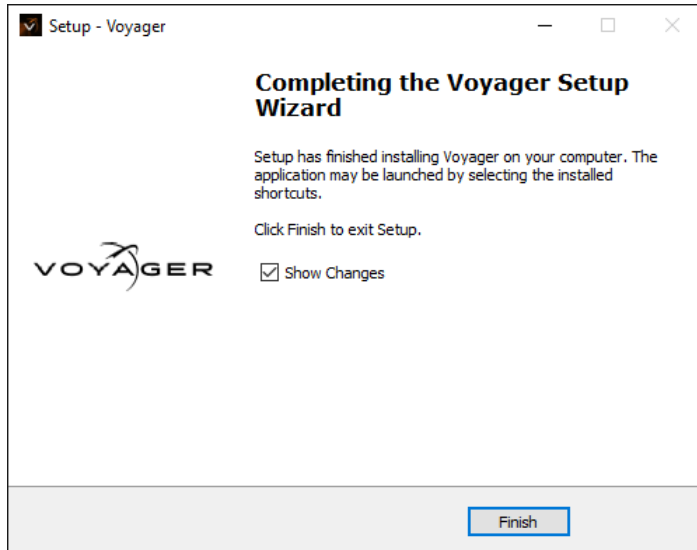 Setup - Voyager
Completing the Voyager Setup
Wizard
Setup has finished installing Voyager on your computer. The
application may be launched by selecting the installed
shortcuts.
Click Finish to exit Setup.
VOYAGER
Show Changes
Finish